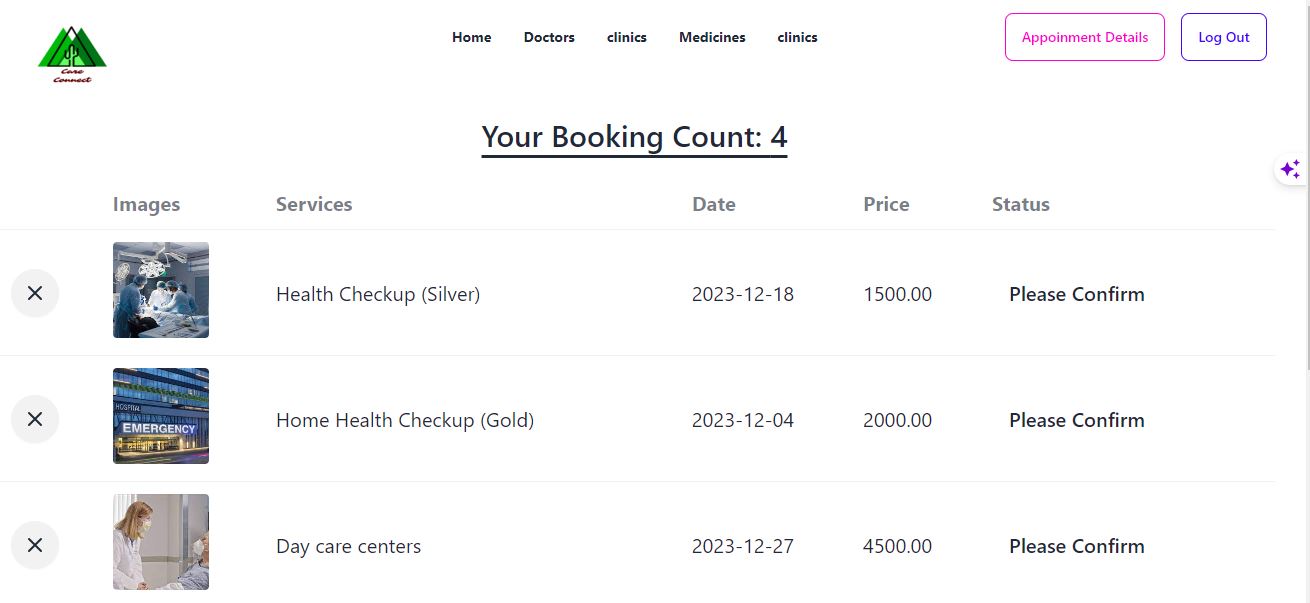 Care
Connect
Home Doctors clinics Medicines clinics
Appoinment Details Log Out
Your Booking Count: 4
Images Services Date Price Status
Health Checkup (Silver) 2023-12-18 1500.00 Please Confirm
HOSPITAL
EMERGENCY
Home Health Checkup (Gold) 2023-12-04 2000.00 Please Confirm
Day care centers 2023-12-27 4500.00 Please Confirm